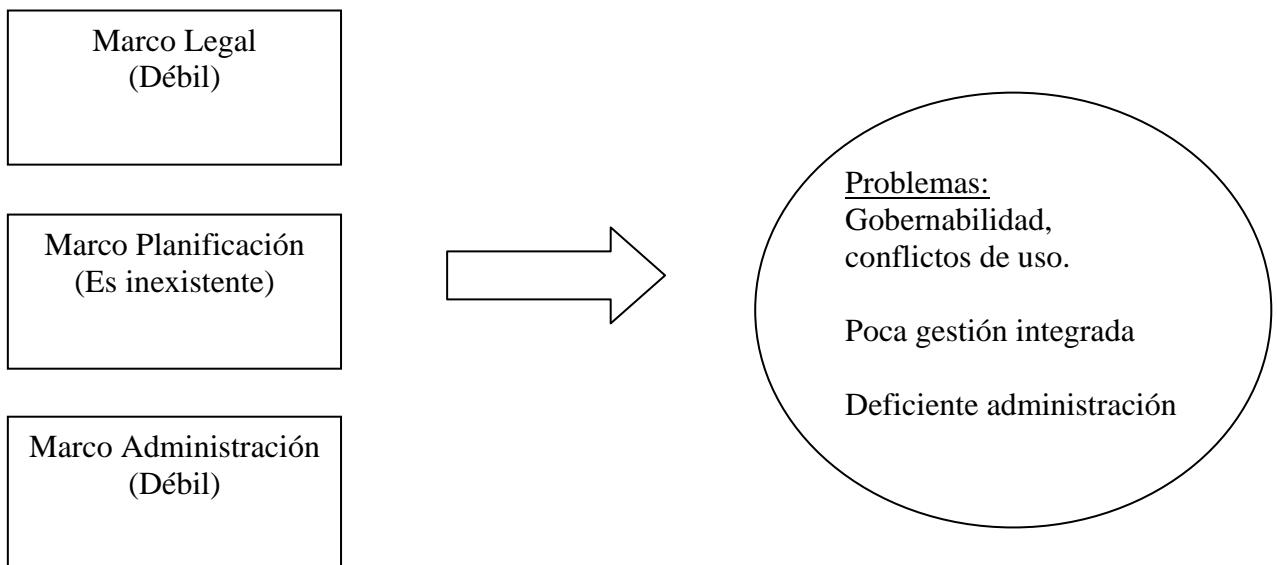 Marco Legal
(Débil)
Marco Planificación
(Es inexistente)
Marco Administración
(Débil)
Problemas:
Gobernabilidad,
conflictos de uso.
Poca gestión integrada
Deficiente administración